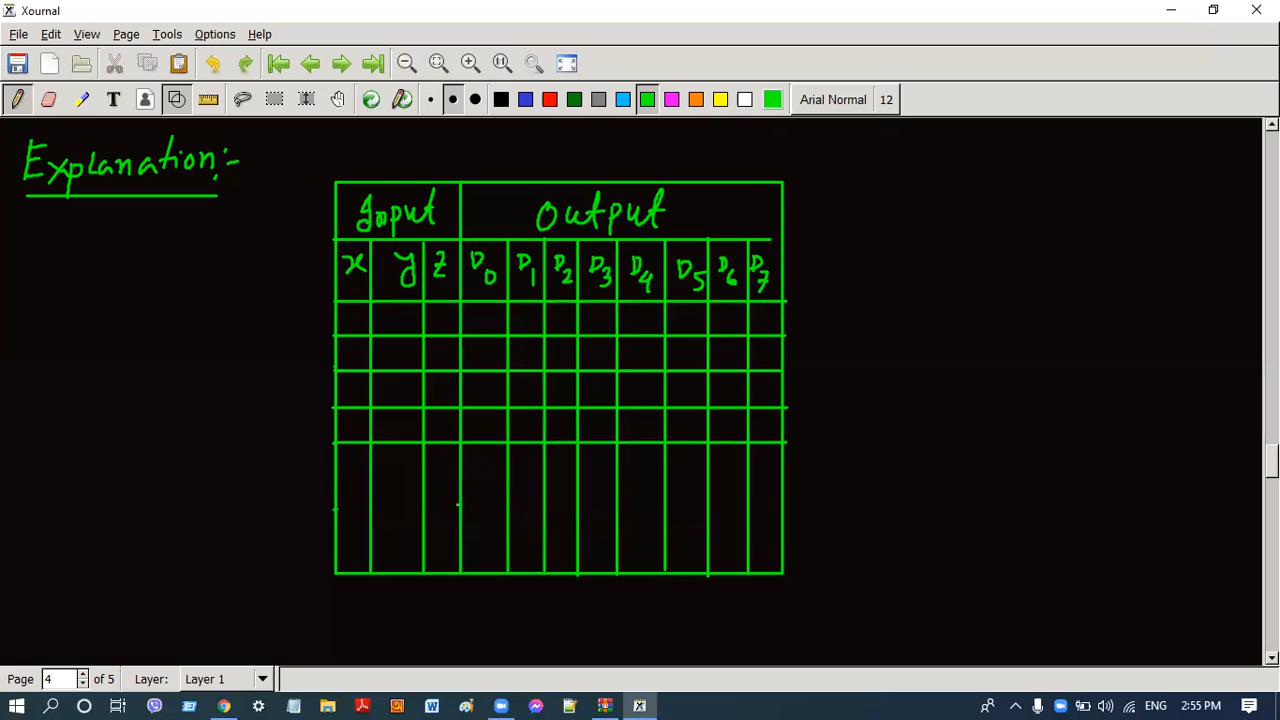 Xournal
File Edit View Page Tools Options Help
Arial Normal 12
Explanation:-
Input Output
x y z D0 D1 D2 D3 D4 D5 D6 D7
Page 4 of 5 Layer: Layer 1
ENG 2:55 PM